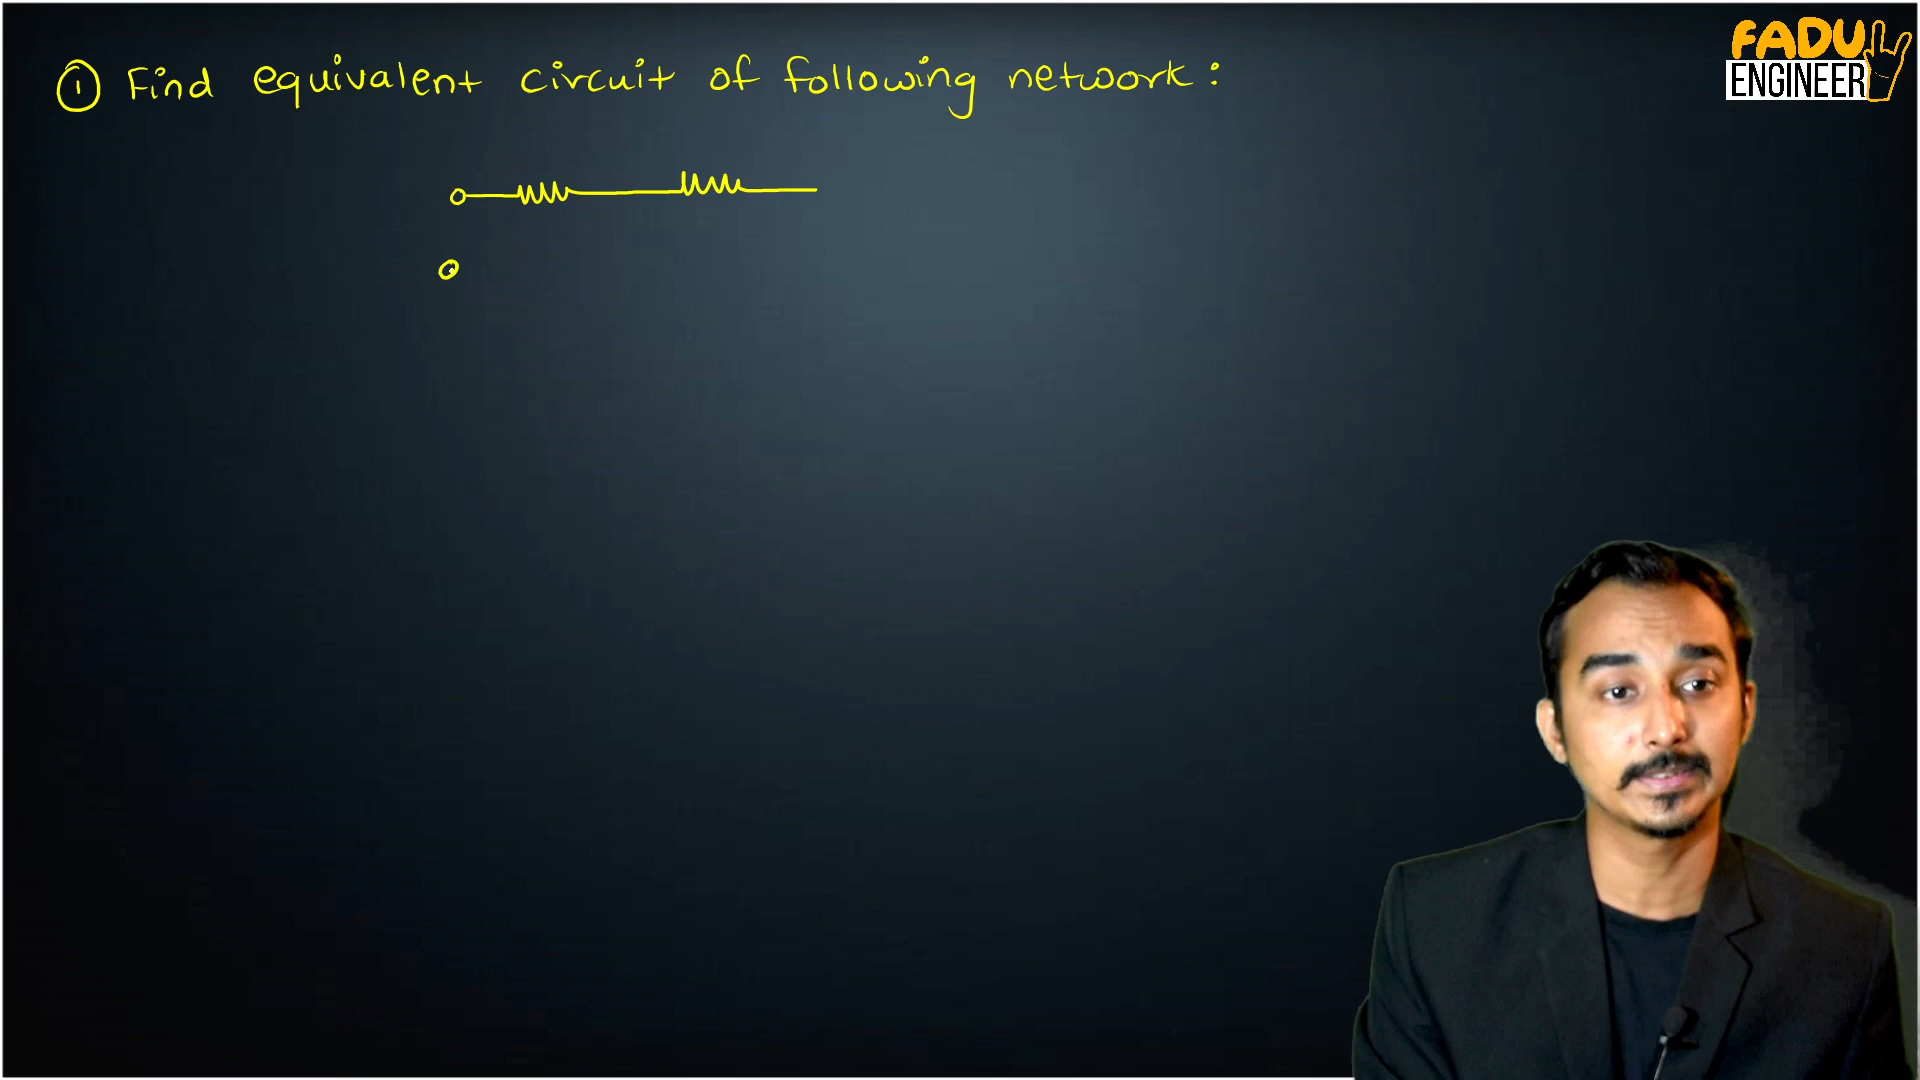 ① Find equivalent circuit of following network:
FADU
ENGINEER